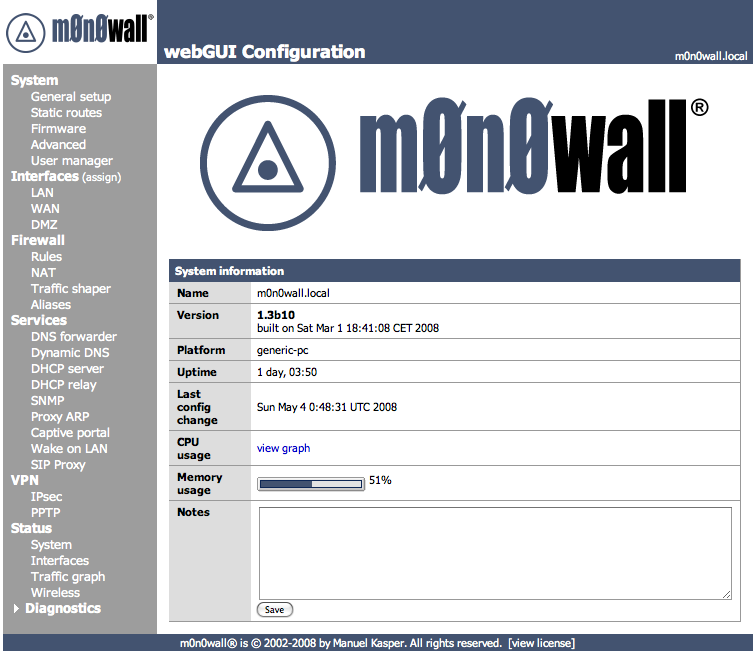 m0n0wall®
webGUI Configuration
m0n0wall.local
System
General setup
Static routes
Firmware
Advanced
User manager
Interfaces (assign)
LAN
WAN
DMZ
Firewall
Rules
NAT
Traffic shaper
Aliases
Services
DNS forwarder
Dynamic DNS
DHCP server
DHCP relay
SNMP
Proxy ARP
Captive portal
Wake on LAN
SIP Proxy
VPN
IPsec
PPTP
Status
System
Interfaces
Traffic graph
Wireless
Diagnostics
m0n0wall®
System information
Name m0n0wall.local
Version 1.3b10
built on Sat Mar 1 18:41:08 CET 2008
Platform generic-pc
Uptime 1 day, 03:50
Last
config
change
Sun May 4 0:48:31 UTC 2008
CPU
usage
view graph
Memory
usage
51%
Notes
Save
m0n0wall® is © 2002-2008 by Manuel Kasper. All rights reserved. [view license]